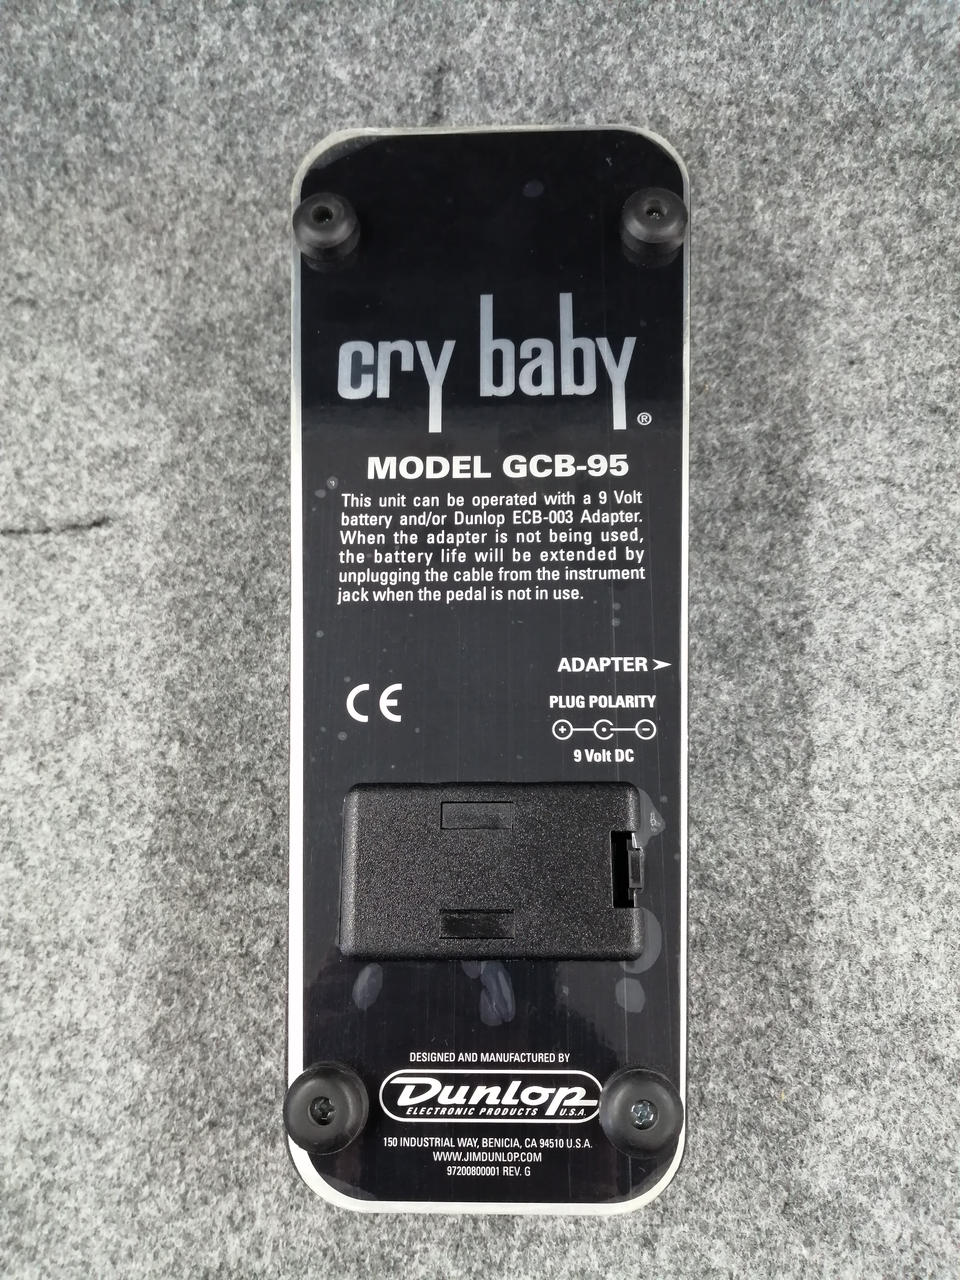 cry baby®
MODEL GCB-95
This unit can be operated with a 9 Volt
battery and/or Dunlop ECB-003 Adapter.
When the adapter is not being used,
the battery life will be extended by
unplugging the cable from the instrument
jack when the pedal is not in use.
ADAPTER
CE
PLUG POLARITY
+ C -
9 Volt DC
DESIGNED AND MANUFACTURED BY
DUNLOP
ELECTRONIC PRODUCTS U.S.A.
150 INDUSTRIAL WAY, BENICIA, CA 94510 U.S.A.
WWW.JIMDUNLOP.COM
97200800001 REV. G